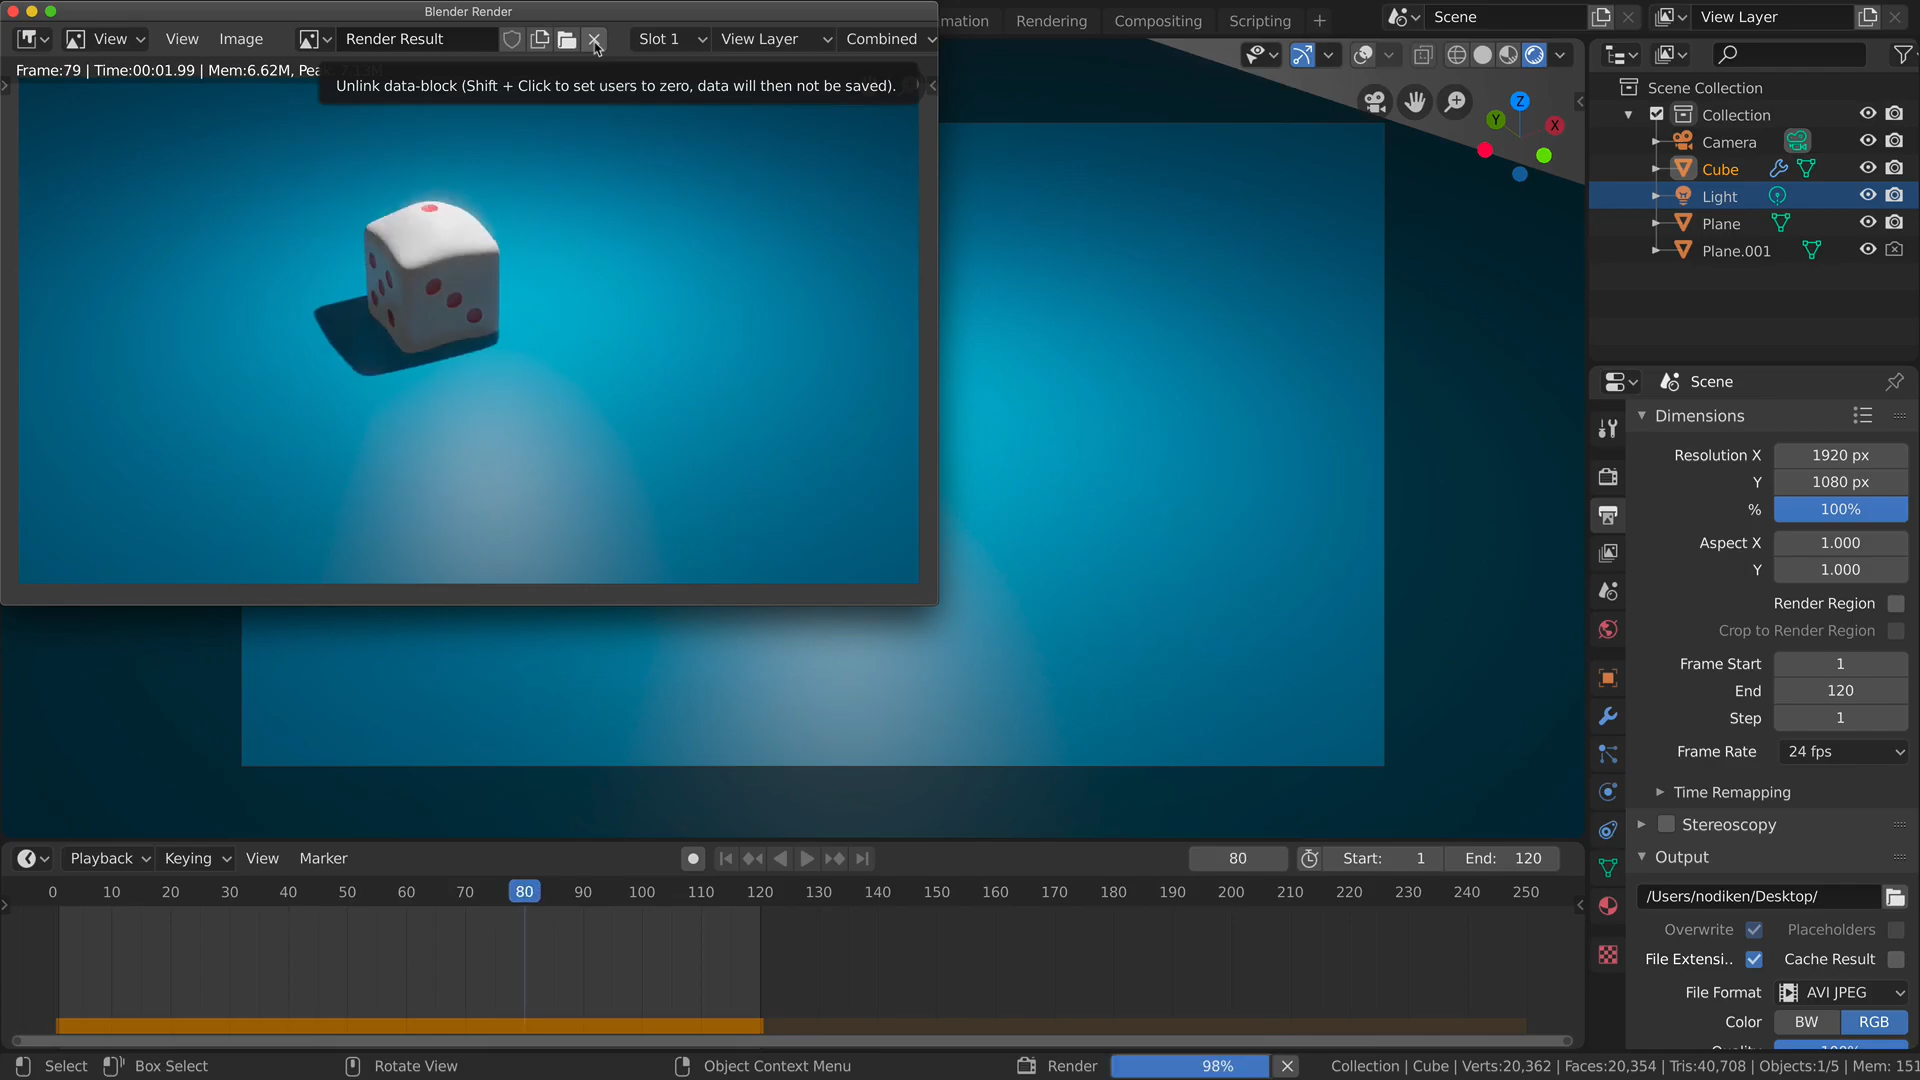 Blender Render
mation Rendering Compositing Scripting
Scene
View Layer
View View Image Render Result Slot 1 View Layer Combined
Frame:79 | Time:00:01.99 | Mem:6.62M, Pea
Unlink data-block (Shift + Click to set users to zero, data will then not be saved).
Z
Y
X
Scene Collection
Collection
Camera
Cube
Light
Plane
Plane.001
Scene
Dimensions
Resolution X 1920 px
Y 1080 px
% 100%
Aspect X 1.000
Y 1.000
Render Region
Crop to Render Region
Frame Start 1
End 120
Step 1
Frame Rate 24 fps
Time Remapping
Stereoscopy
Output
/Users/nodiken/Desktop/
Overwrite Placeholders
File Extensi.. Cache Result
File Format AVI JPEG
Color BW RGB
Playback Keying View Marker 80 Start: 1 End: 120
0 10 20 30 40 50 60 70 80 90 100 110 120 130 140 150 160 170 180 190 200 210 220 230 240 250
Select Box Select Rotate View Object Context Menu Render 98% Collection | Cube | Verts:20,362 | Faces:20,354 | Tris:40,708 | Objects:1/5 | Mem: 151